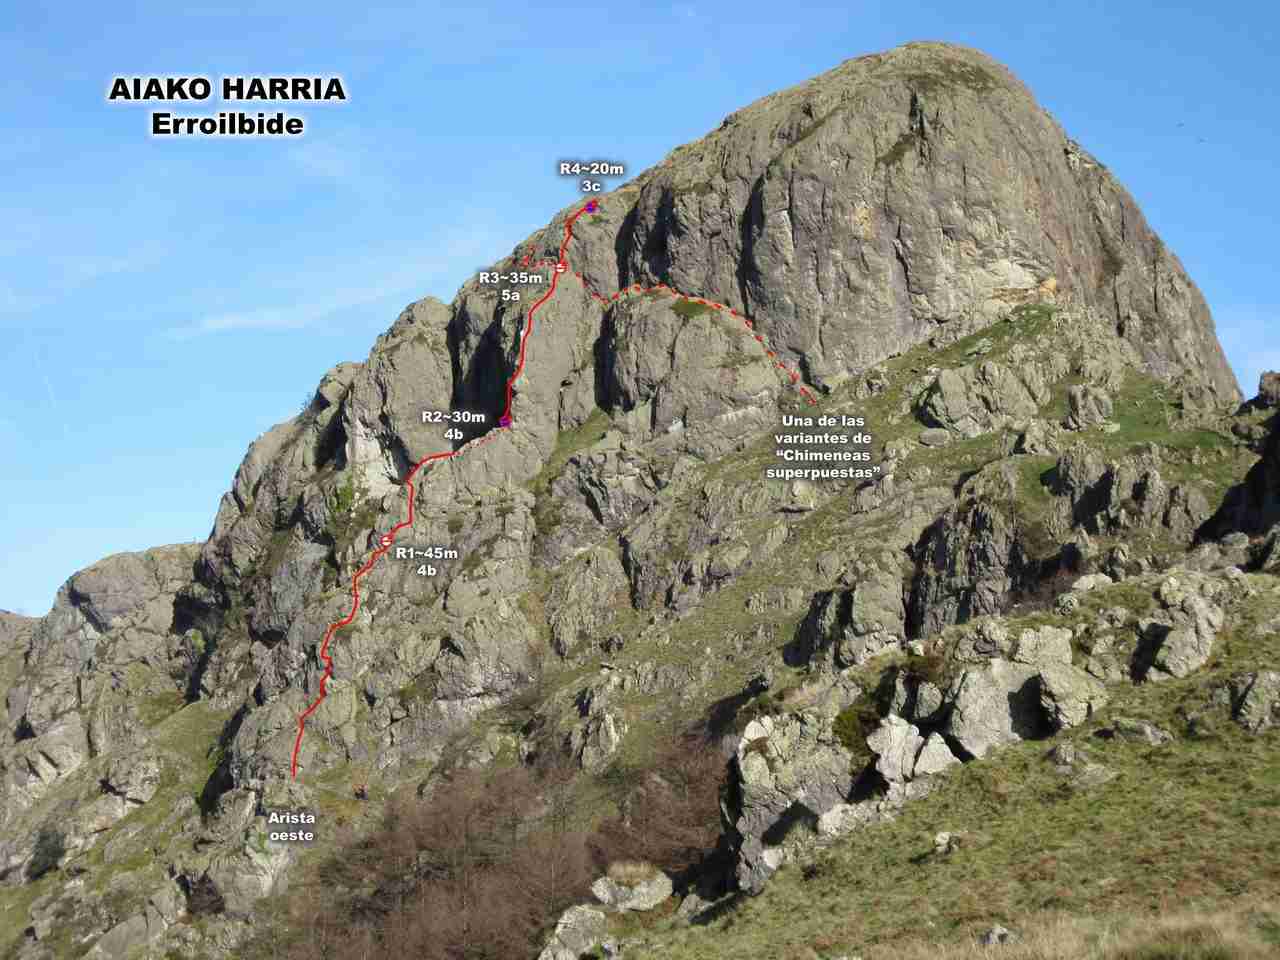 AIAKO HARRIA
Erroilbide
R4~20m
3c
R3~35m
5a
R2~30m
4b
Una de las
variantes de
“Chimeneas
superpuestas”
R1~45m
4b
Arista
oeste